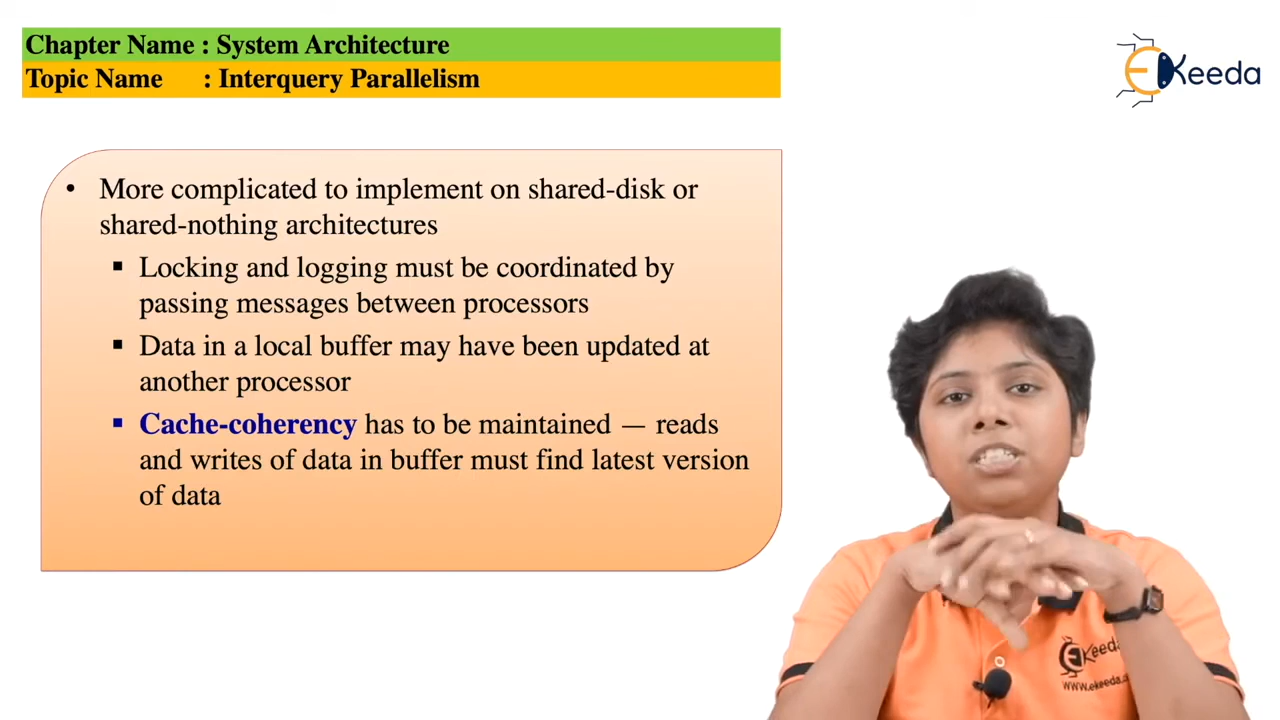 Chapter Name : System Architecture
Topic Name : Interquery Parallelism
EKeeda
• More complicated to implement on shared-disk or
shared-nothing architectures
▪ Locking and logging must be coordinated by
passing messages between processors
▪ Data in a local buffer may have been updated at
another processor
▪ Cache-coherency has to be maintained — reads
and writes of data in buffer must find latest version
of data
EKeeda